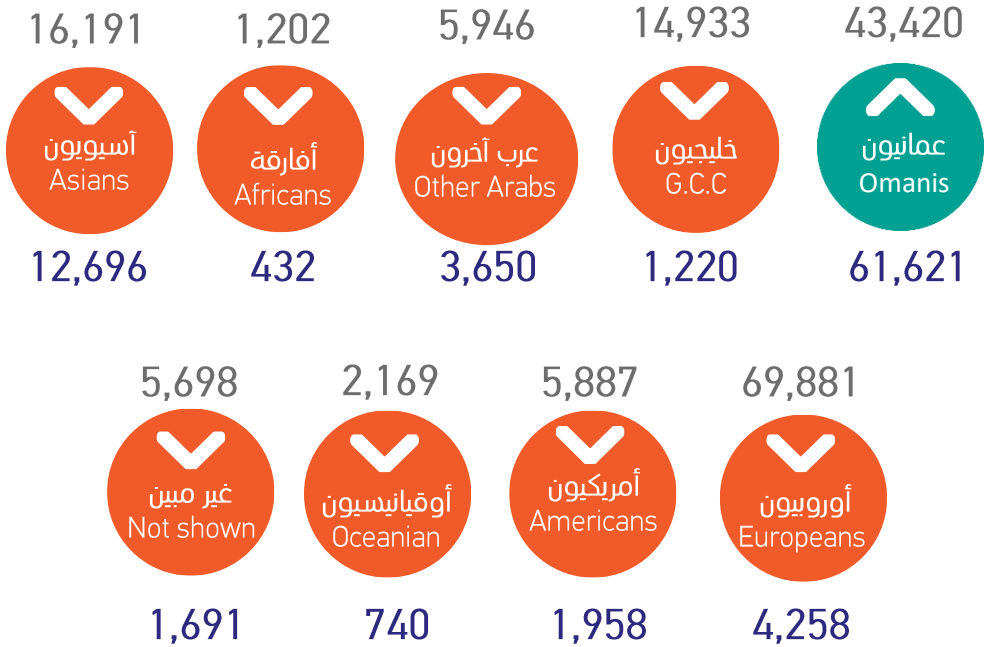 16,191 1,202 5,946 14,933 43,420
آسيويون
Asians
أفارقة
Africans
عرب آخرون
Other Arabs
خليجيون
G.C.C
عمانيون
Omanis
12,696 432 3,650 1,220 61,621
5,698 2,169 5,887 69,881
غير مبين
Not shown
أوقيانيسيون
Oceanian
أمريكيون
Americans
أوروبيون
Europeans
1,691 740 1,958 4,258